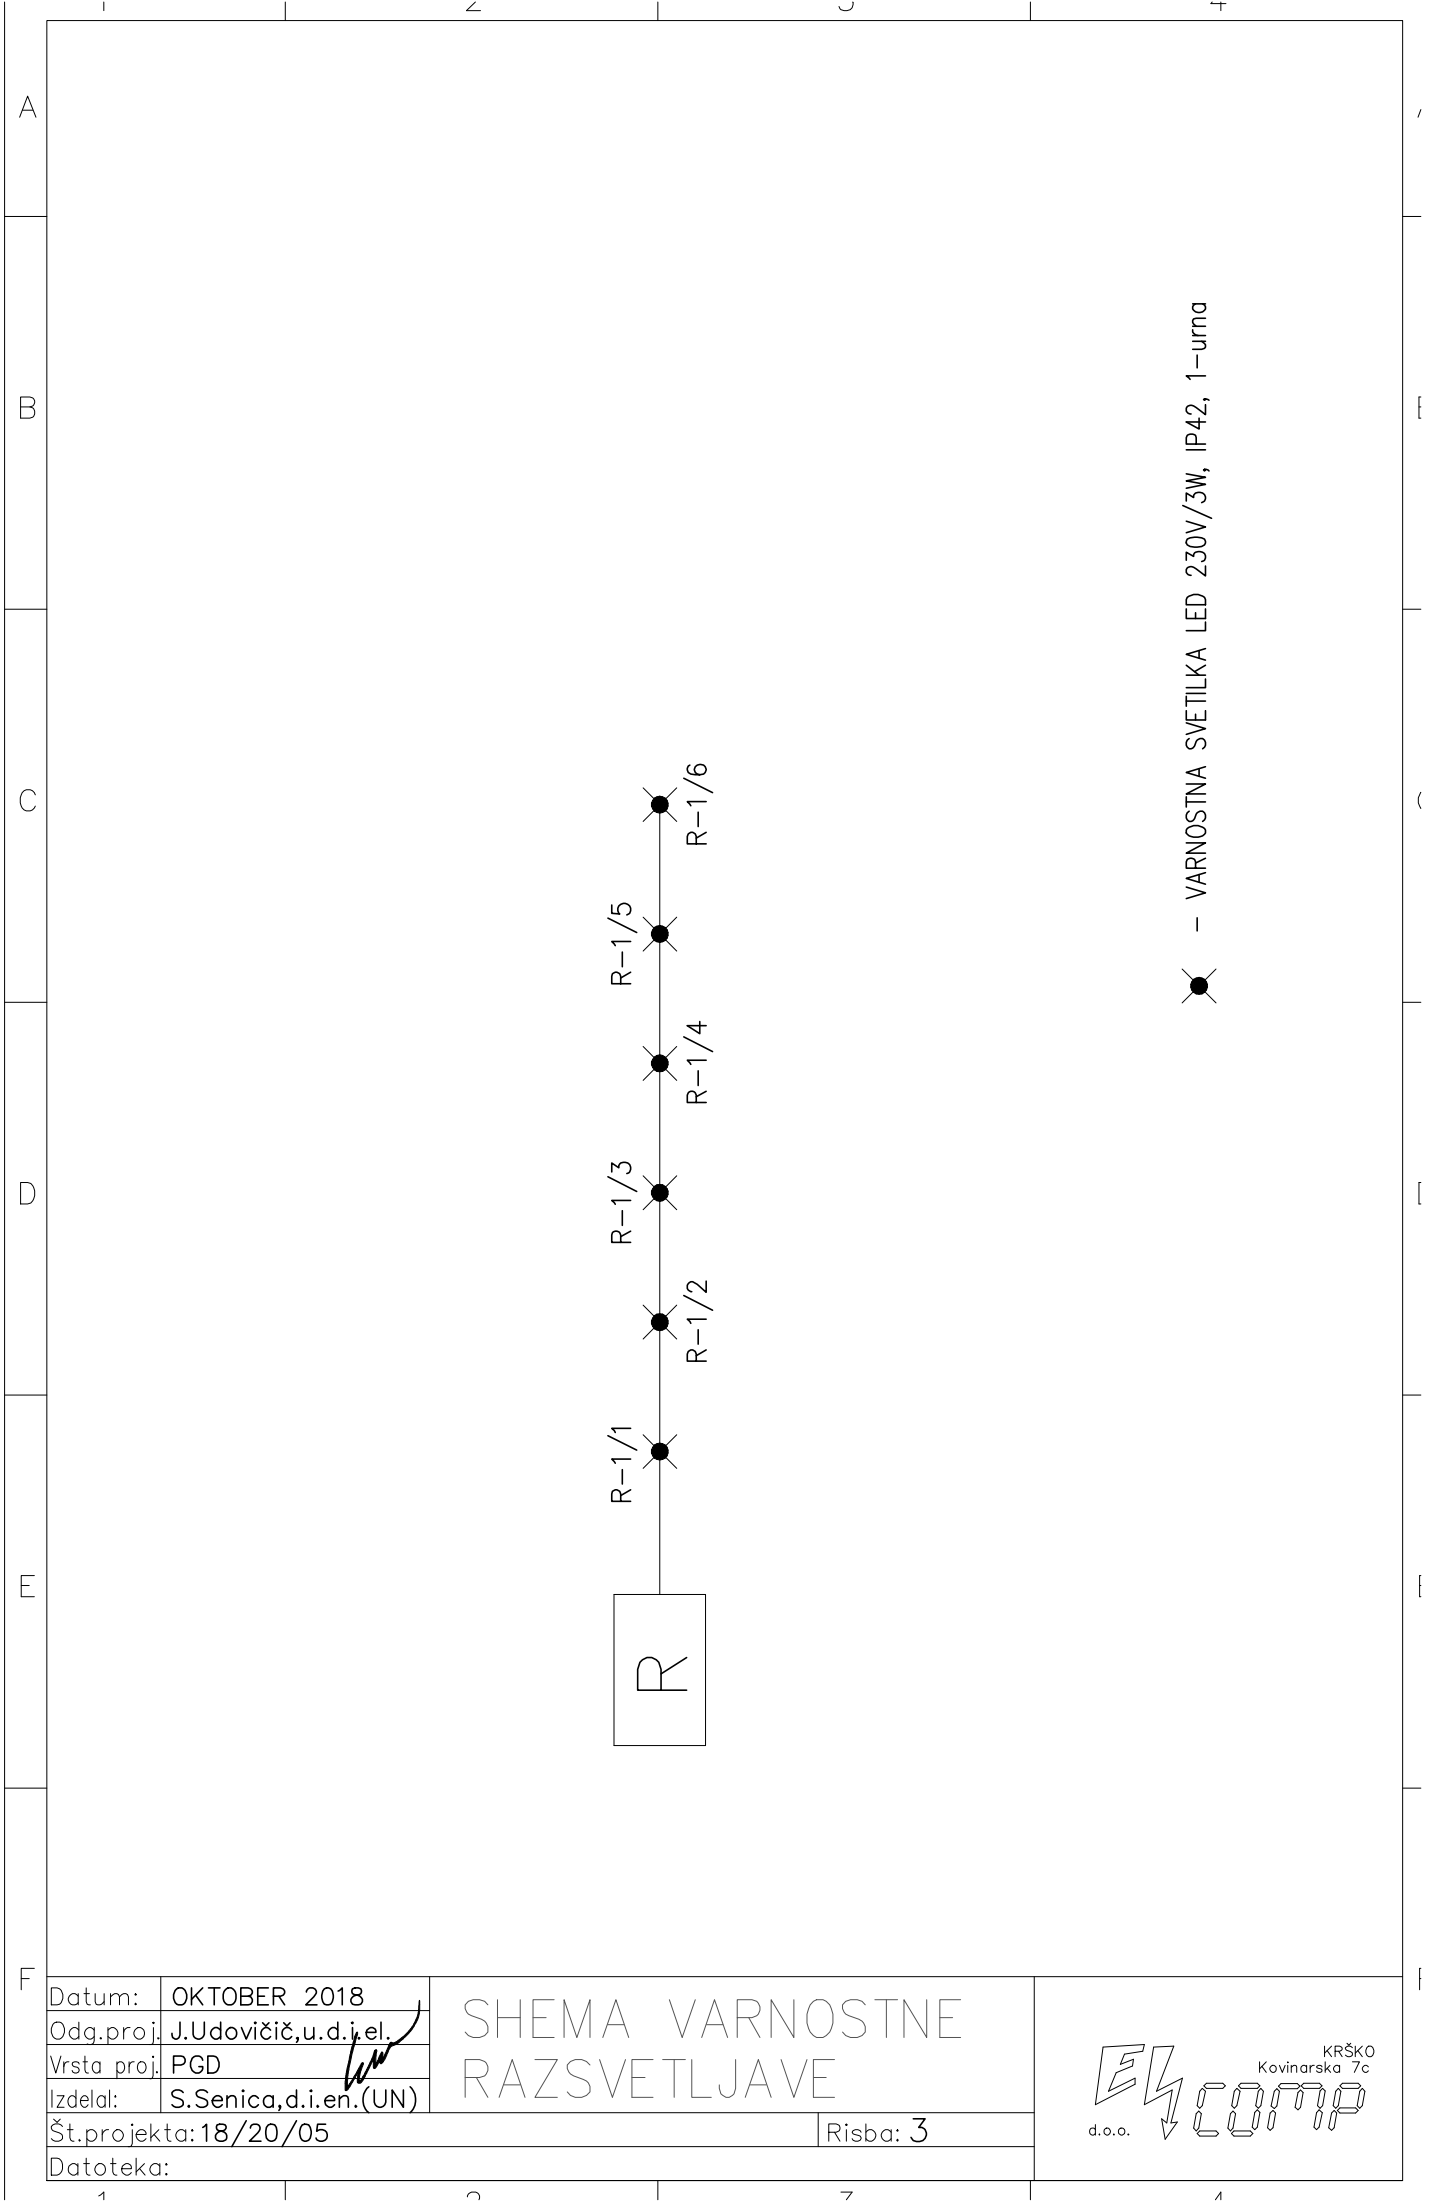 1 2 3 4
A
B
C
D
E
F
- VARNOSTNA SVETILKA LED 230V/3W, IP42, 1-urna
R-1/6
R-1/5
R-1/4
R-1/3
R-1/2
R-1/1
R
Datum: OKTOBER 2018
Odg.proj. J.Udovičič,u.d.i.el.
Vrsta proj. PGD
Izdelal: S.Senica,d.i.en.(UN)
Št.projekta: 18/20/05
Datoteka:
SHEMA VARNOSTNE
RAZSVETLJAVE
Risba: 3
KRŠKO
Kovinarska 7c
EL COMP
d.o.o.